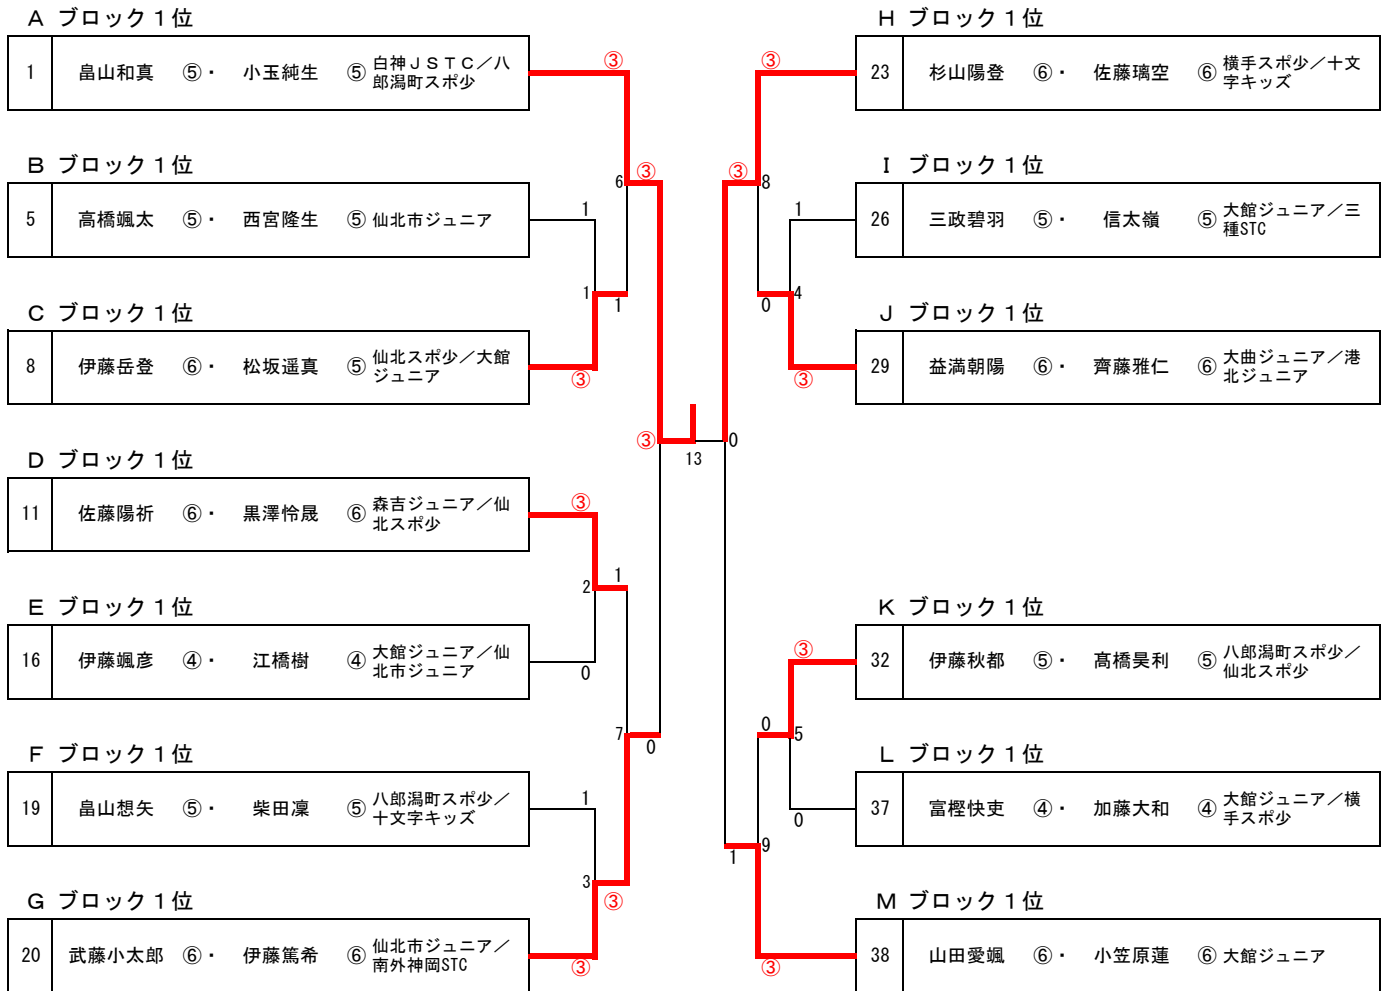 A ブロック１位
1 畠山和真 ⑤・ 小玉純生 ⑤ 白神ＪＳＴＣ／八
郎潟町スポ少
③
B ブロック１位
6
③
5 高橋颯太 ⑤・ 西宮隆生 ⑤ 仙北市ジュニア
1
1
1
C ブロック１位
8 伊藤岳登 ⑥・ 松坂遥真 ⑤ 仙北スポ少／大館
ジュニア
③
③
13
0
D ブロック１位
11 佐藤陽祈 ⑥・ 黒澤怜晟 ⑥ 森吉ジュニア／仙
北スポ少
③
2
1
E ブロック１位
16 伊藤颯彦 ④・ 江橋樹 ④ 大館ジュニア／仙
北市ジュニア
0
7
0
F ブロック１位
19 畠山想矢 ⑤・ 柴田凜 ⑤ 八郎潟町スポ少／
十文字キッズ
1
3
③
G ブロック１位
20 武藤小太郎 ⑥・ 伊藤篤希 ⑥ 仙北市ジュニア／
南外神岡STC
③
H ブロック１位
③
23 杉山陽登 ⑥・ 佐藤璃空 ⑥ 横手スポ少／十文
字キッズ
③
8
I ブロック１位
1
26 三政碧羽 ⑤・ 信太嶺 ⑤ 大館ジュニア／三
種STC
0
4
J ブロック１位
③
29 益満朝陽 ⑥・ 齊藤雅仁 ⑥ 大曲ジュニア／港
北ジュニア
K ブロック１位
③
32 伊藤秋都 ⑤・ 髙橋昊利 ⑤ 八郎潟町スポ少／
仙北スポ少
0
5
L ブロック１位
0
37 富樫快吏 ④・ 加藤大和 ④ 大館ジュニア／横
手スポ少
1
9
M ブロック１位
③
38 山田愛颯 ⑥・ 小笠原蓮 ⑥ 大館ジュニア